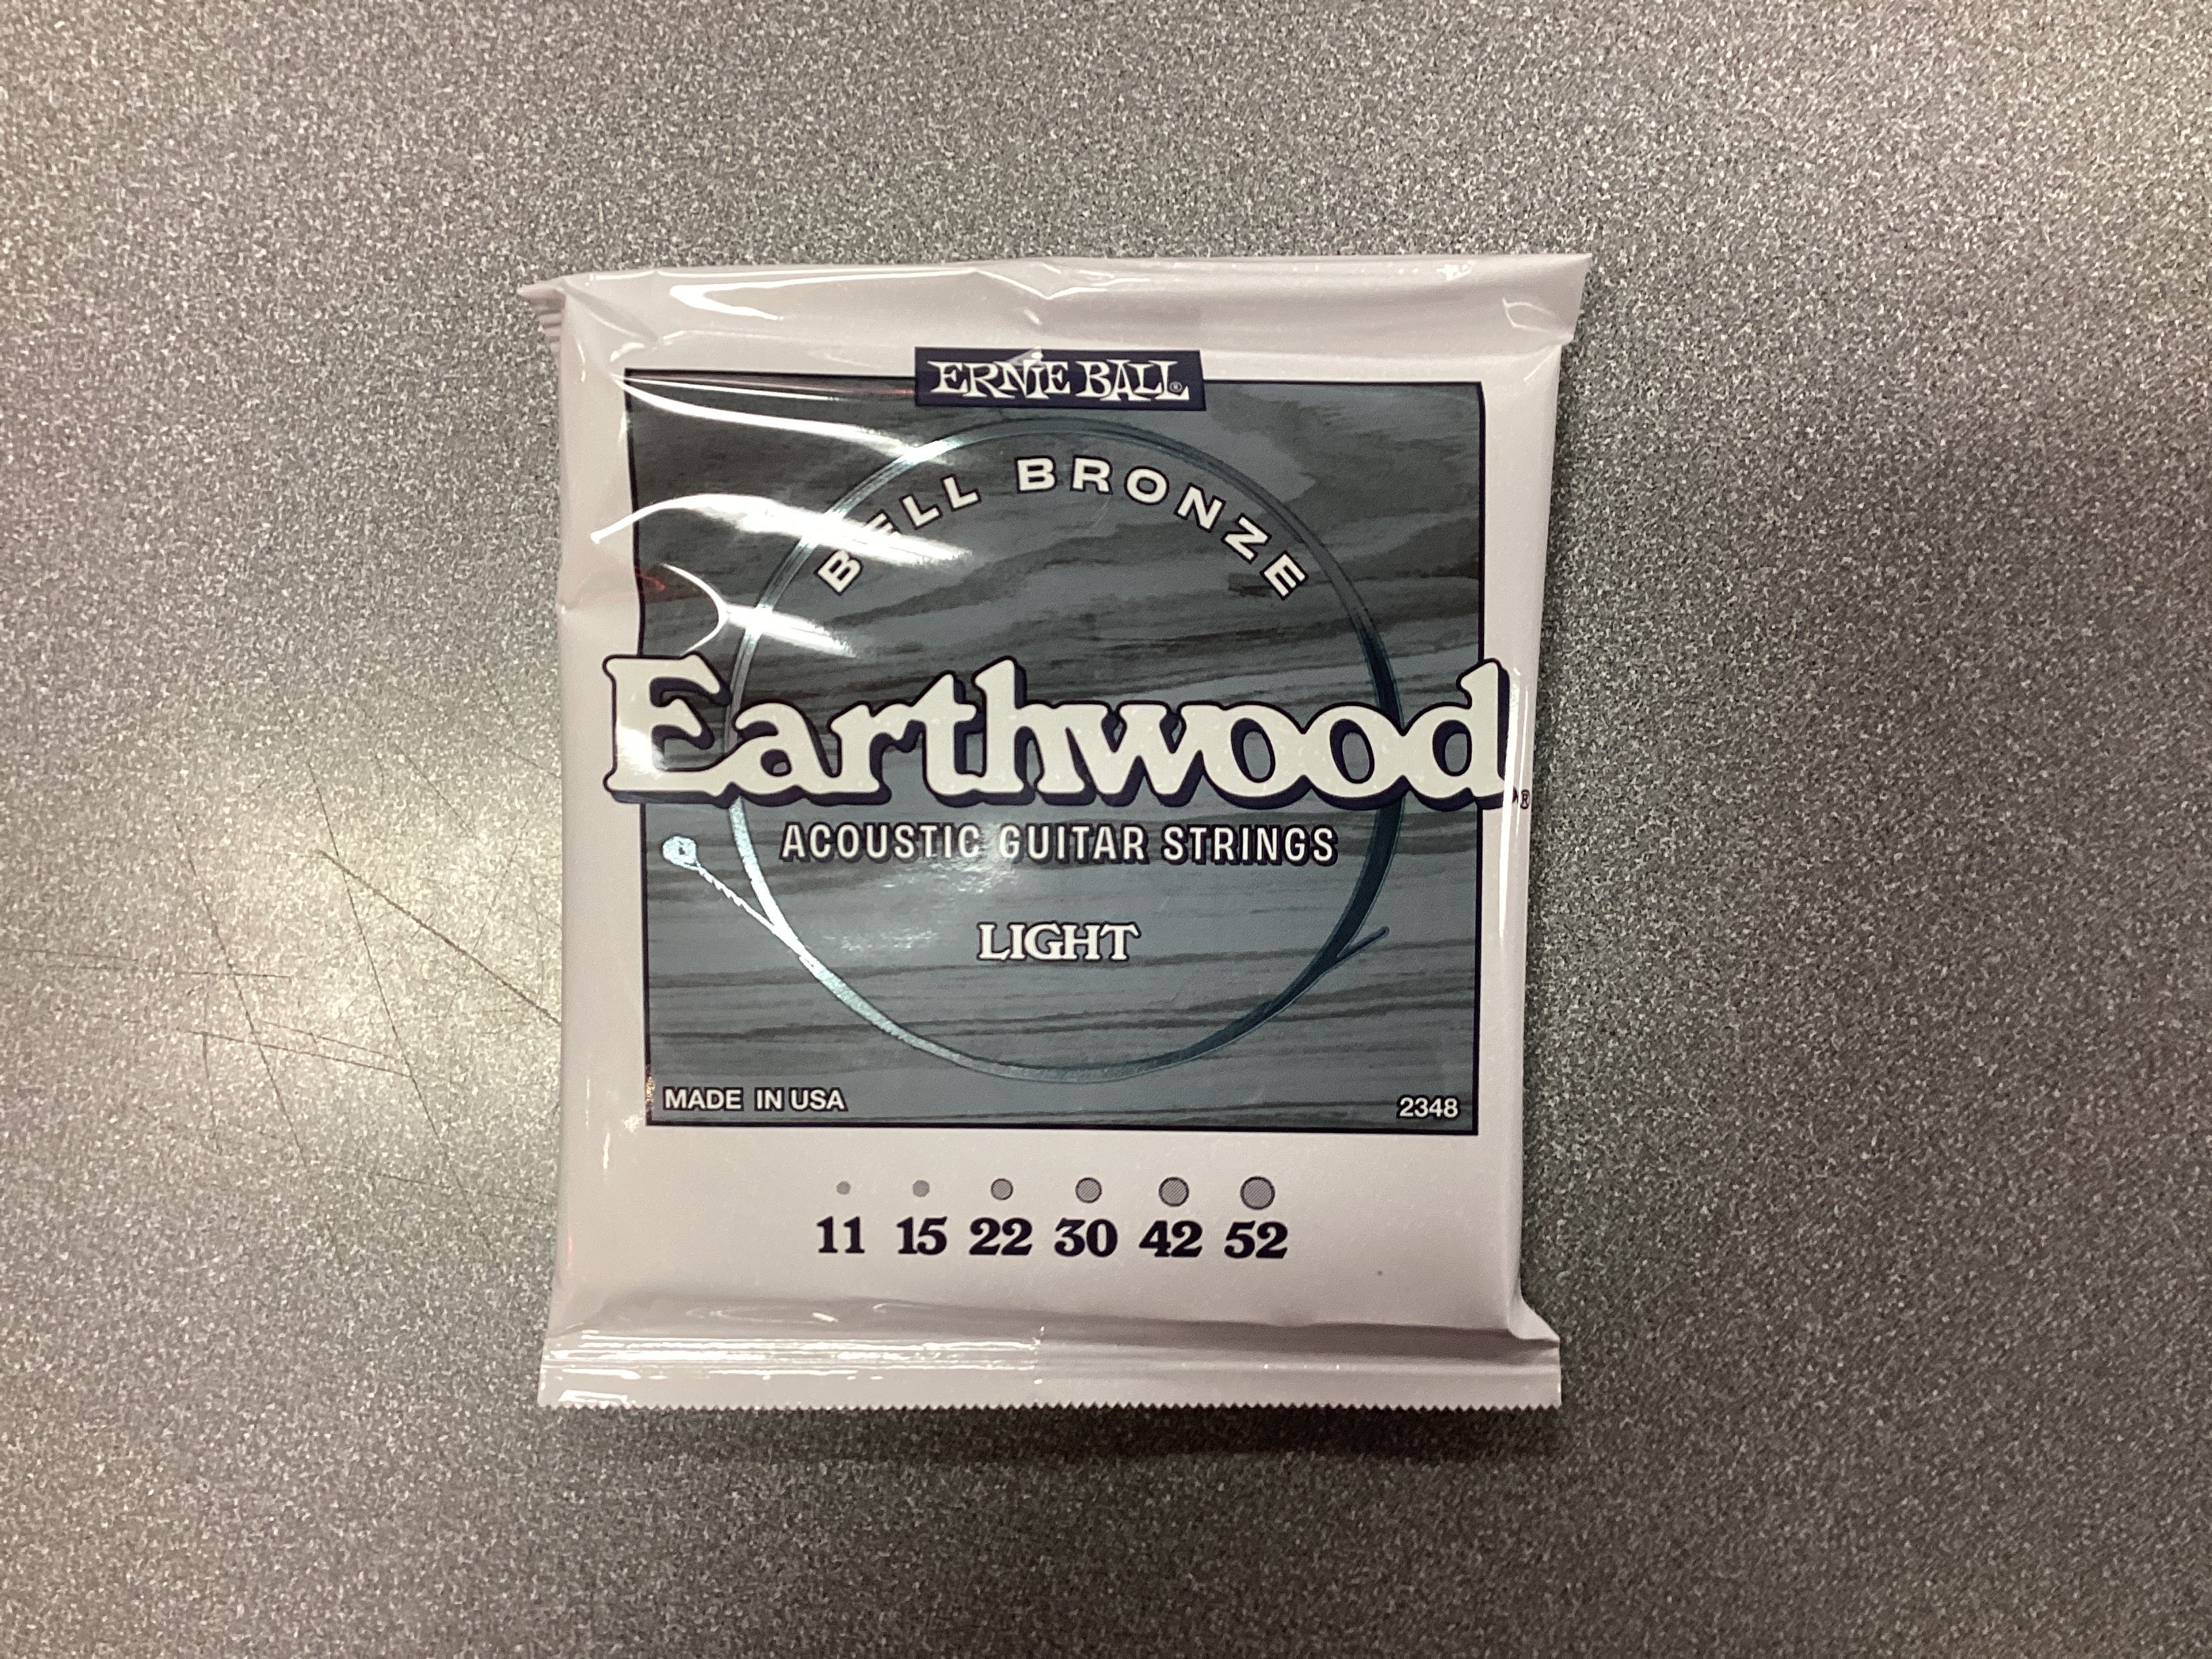 ERNIE BALL®
BELL BRONZE
Earthwood®
ACOUSTIC GUITAR STRINGS
LIGHT
MADE IN USA
2348
11 15 22 30 42 52